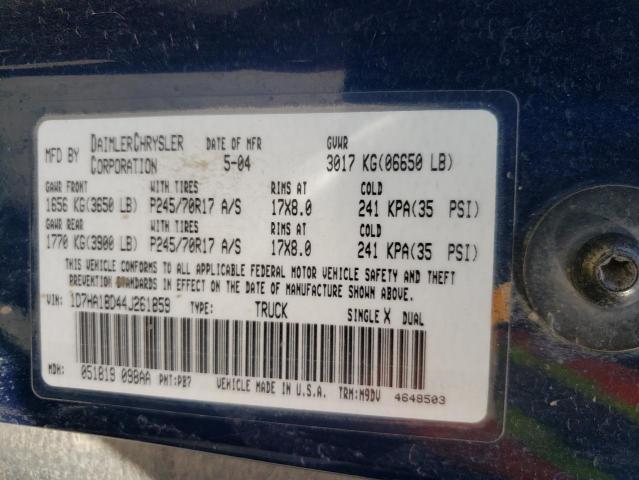 MFD BY DAIMLERCHRYSLER CORPORATION DATE OF MFR 5-04 GVWR 3017 KG(06650 LB)
GAWR FRONT WITH TIRES RIMS AT COLD
1656 KG(3650 LB) P245/70R17 A/S 17X8.0 241 KPA(35 PSI)
GAWR REAR WITH TIRES RIMS AT COLD
1770 KG(3900 LB) P245/70R17 A/S 17X8.0 241 KPA(35 PSI)
THIS VEHICLE CONFORMS TO ALL APPLICABLE FEDERAL MOTOR VEHICLE SAFETY AND THEFT
PREVENTION STANDARDS IN EFFECT ON THE DATE OF MANUFACTURE SHOWN ABOVE.
VIN: 1D7HA18D44J261859 TYPE: TRUCK SINGLE X DUAL
MDH: 051819 098AA PNT:PB7 VEHICLE MADE IN U.S.A. TRM:M9DV 4648503